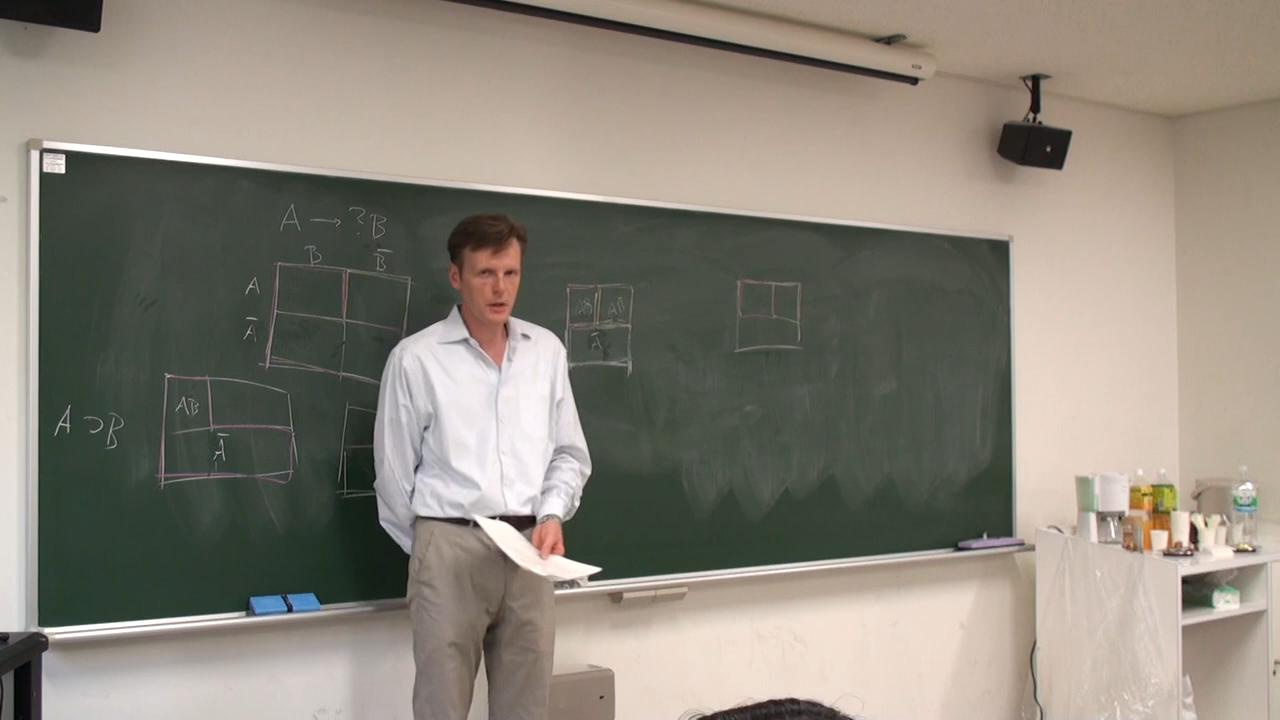 A → ?B
B B̅
A
A̅
AB AB̅
A̅
AB
A̅
A ⊃ B